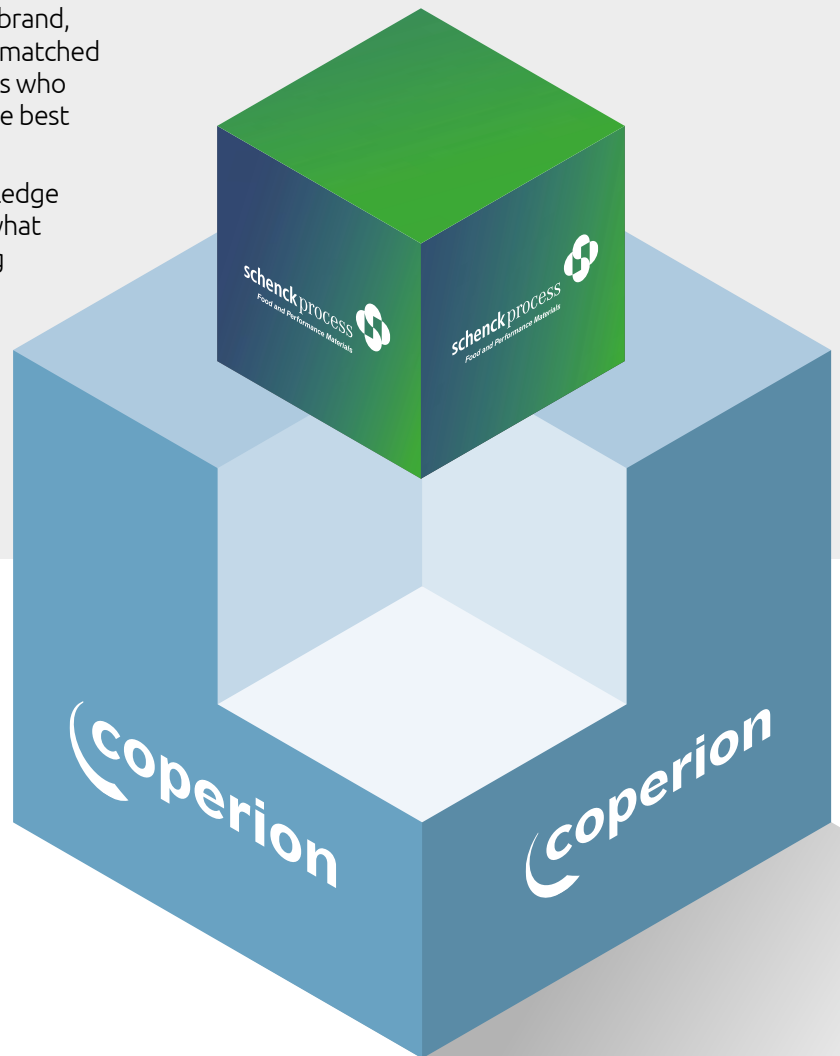 brand,
matched
s who
e best
edge
what
g
schenck process
Food and Performance Materials
schenck process
Food and Performance Materials
coperion
coperion